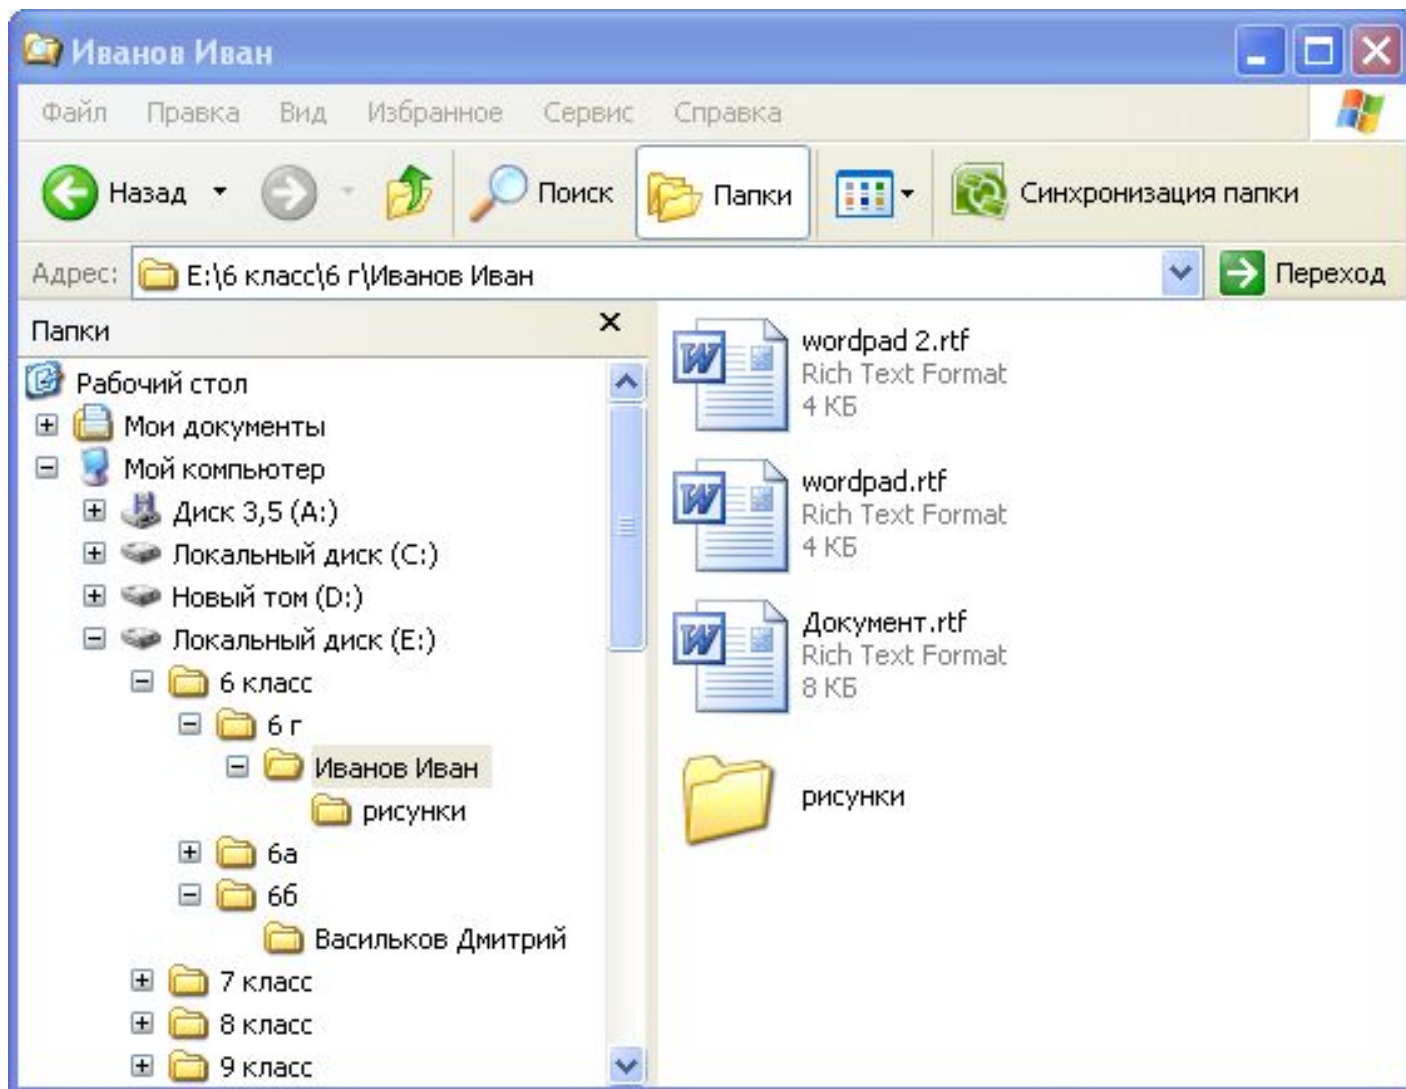 Иванов Иван
Файл Правка Вид Избранное Сервис Справка
Назад Поиск Папки Синхронизация папки
Адрес: E:\6 класс\6 г\Иванов Иван Переход
Папки
Рабочий стол
Мои документы
Мой компьютер
Диск 3,5 (A:)
Локальный диск (C:)
Новый том (D:)
Локальный диск (E:)
6 класс
6 г
Иванов Иван
рисунки
6а
6б
Васильков Дмитрий
7 класс
8 класс
9 класс
wordpad 2.rtf
Rich Text Format
4 КБ
wordpad.rtf
Rich Text Format
4 КБ
Документ.rtf
Rich Text Format
8 КБ
рисунки